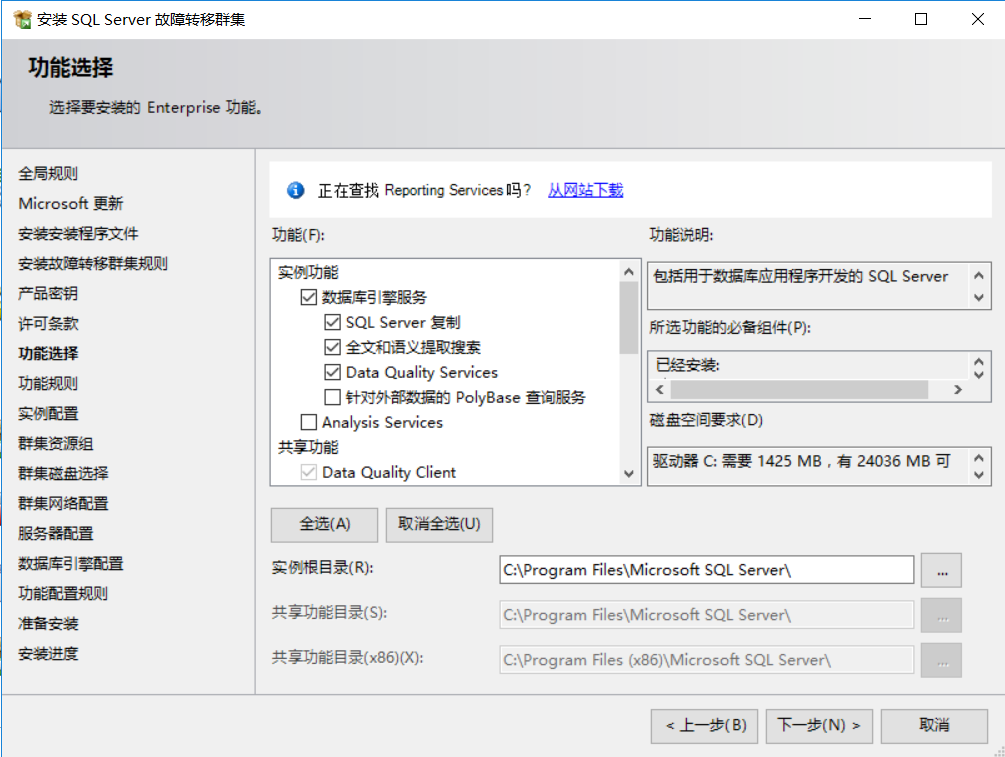 安装 SQL Server 故障转移群集
功能选择
选择要安装的 Enterprise 功能。
全局规则
Microsoft 更新
安装安装程序文件
安装故障转移群集规则
产品密钥
许可条款
功能选择
功能规则
实例配置
群集资源组
群集磁盘选择
群集网络配置
服务器配置
数据库引擎配置
功能配置规则
准备安装
安装进度
正在查找 Reporting Services 吗? 从网站下载
功能(F):
实例功能
数据库引擎服务
SQL Server 复制
全文和语义提取搜索
Data Quality Services
针对外部数据的 PolyBase 查询服务
Analysis Services
共享功能
Data Quality Client
功能说明:
包括用于数据库应用程序开发的 SQL Server
所选功能的必备组件(P):
已经安装:
磁盘空间要求(D)
驱动器 C: 需要 1425 MB，有 24036 MB 可
全选(A)
取消全选(U)
实例根目录(R):
C:\Program Files\Microsoft SQL Server\
...
共享功能目录(S):
C:\Program Files\Microsoft SQL Server\
...
共享功能目录(x86)(X):
C:\Program Files (x86)\Microsoft SQL Server\
...
< 上一步(B)
下一步(N) >
取消